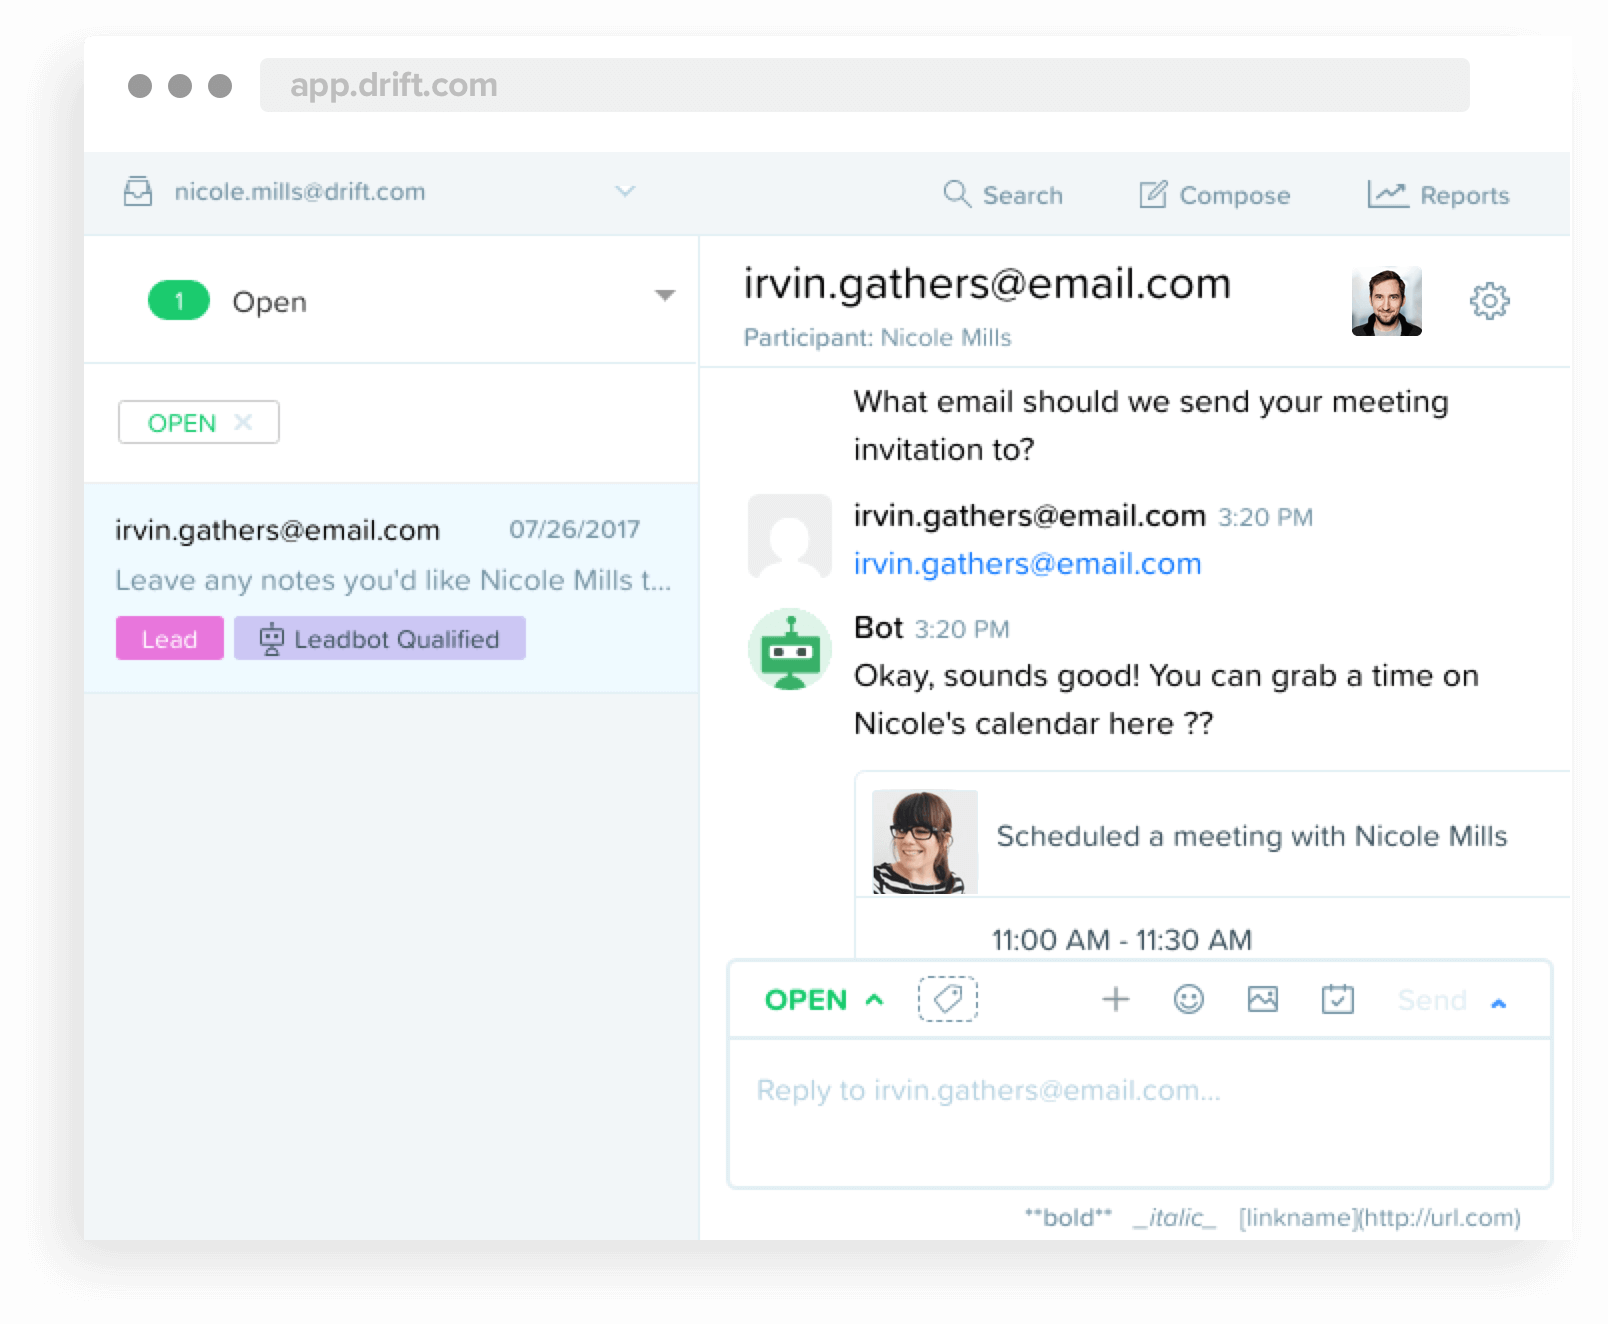 app.drift.com
nicole.mills@drift.com
Search
Compose
Reports
1
Open
OPEN
irvin.gathers@email.com
07/26/2017
Leave any notes you'd like Nicole Mills t...
Lead
Leadbot Qualified
irvin.gathers@email.com
Participant: Nicole Mills
What email should we send your meeting
invitation to?
irvin.gathers@email.com 3:20 PM
irvin.gathers@email.com
Bot 3:20 PM
Okay, sounds good! You can grab a time on
Nicole's calendar here ??
Scheduled a meeting with Nicole Mills
11:00 AM - 11:30 AM
OPEN
Send
Reply to irvin.gathers@email.com...
**bold** _italic_ [linkname](http://url.com)